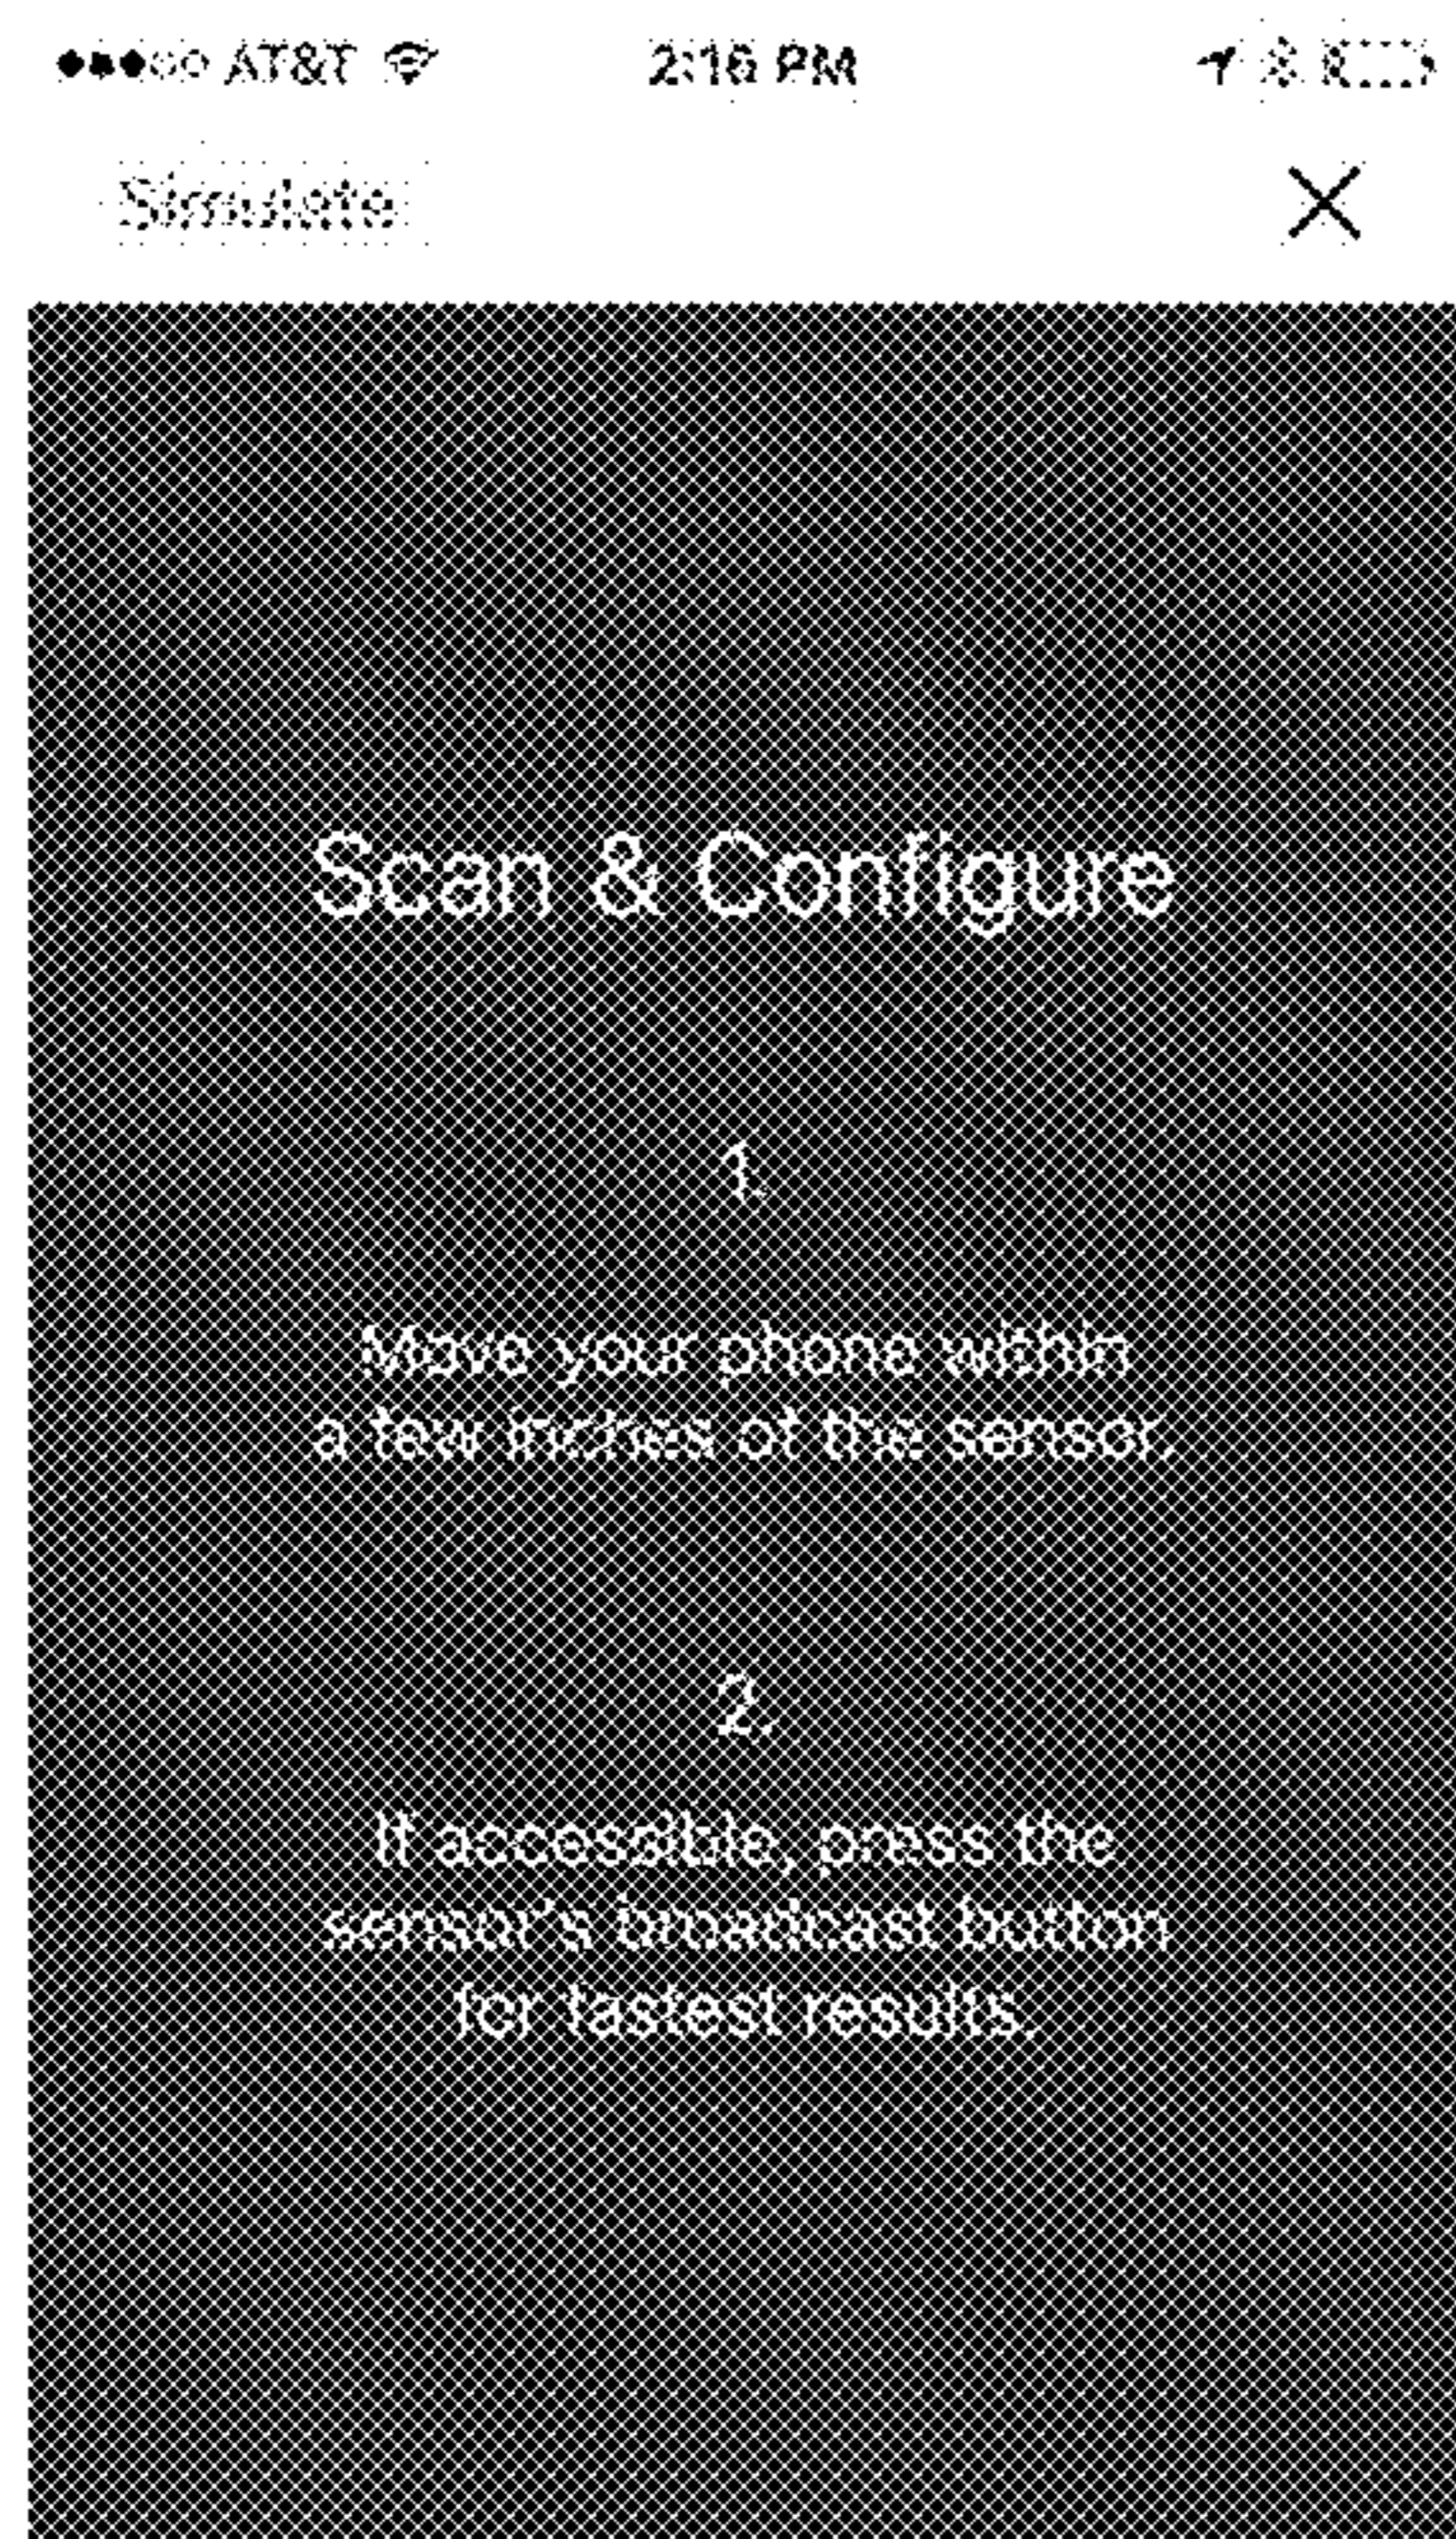 AT&T 2:16 PM
Simulate
Scan & Configure
1.
Move your phone within
a few inches of the sensor.
2.
If accessible, press the
sensor's broadcast button
for fastest results.